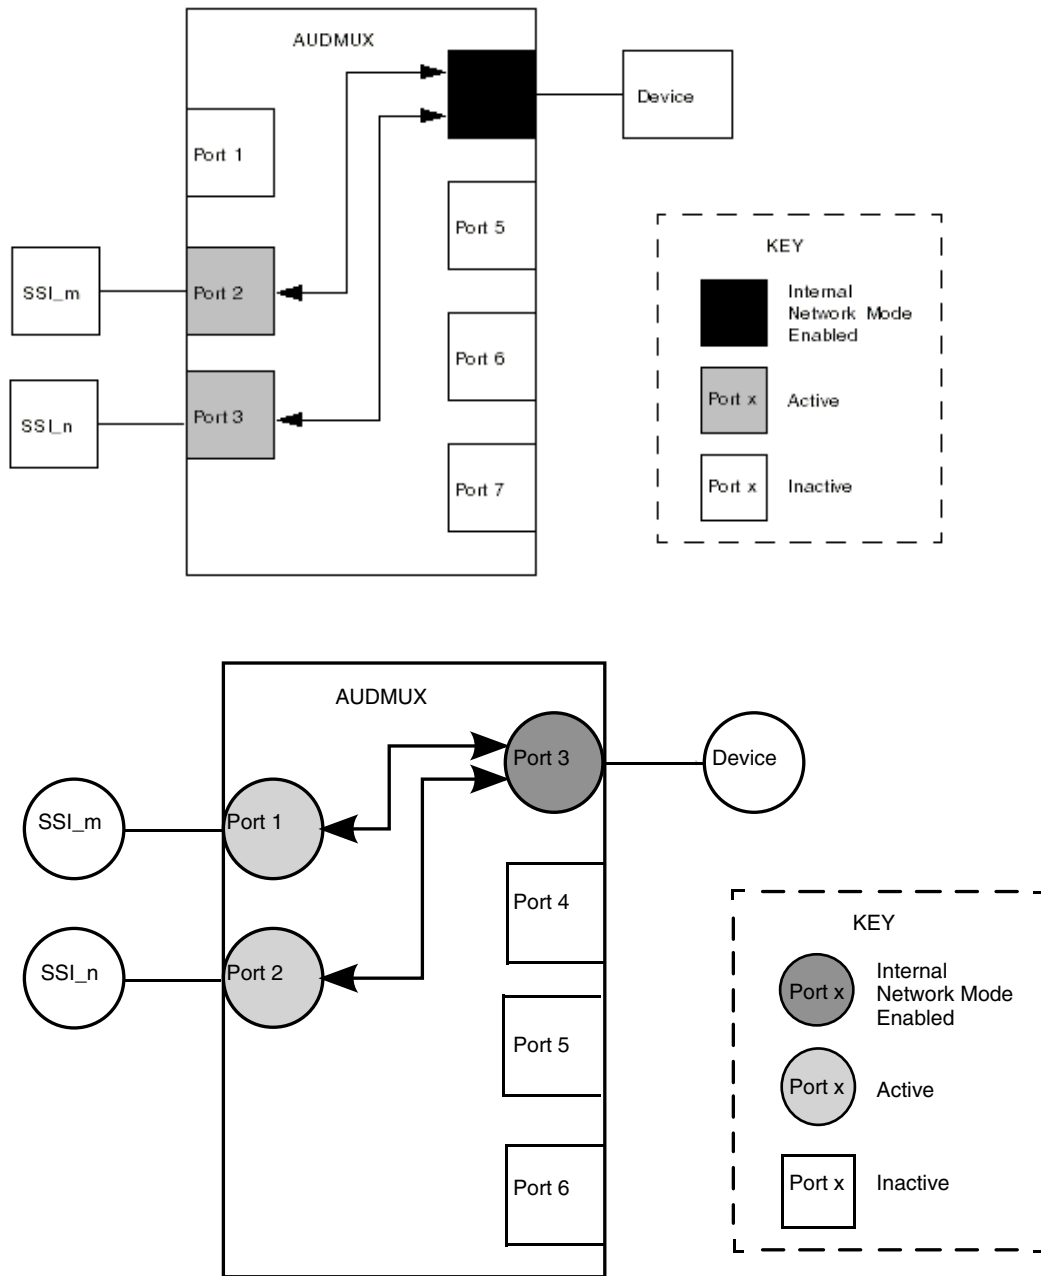 AUDMUX
Device
Port 1
Port 5
KEY
SSI_m
Port 2
Internal
Network Mode
Enabled
Port 6
Port x
Active
SSI_n
Port 3
Port 7
Port x
Inactive
AUDMUX
Port 3
Device
SSI_m
Port 1
Port 4
KEY
SSI_n
Port 2
Port x
Internal
Network Mode
Enabled
Port 5
Port x
Active
Port 6
Port x
Inactive